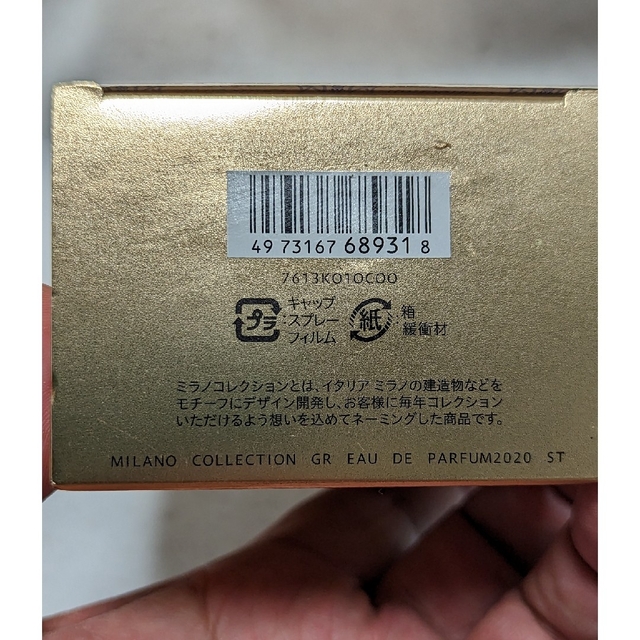 49 73167 68931 8
7613K010C00
プラ
キャップ
:スプレー
フィルム
紙
:箱
緩衝材
ミラノコレクションとは、イタリア ミラノの建造物などを
モチーフにデザイン開発し、お客様に毎年コレクション
いただけるよう想いを込めてネーミングした商品です。
MILANO COLLECTION GR EAU DE PARFUM2020 ST